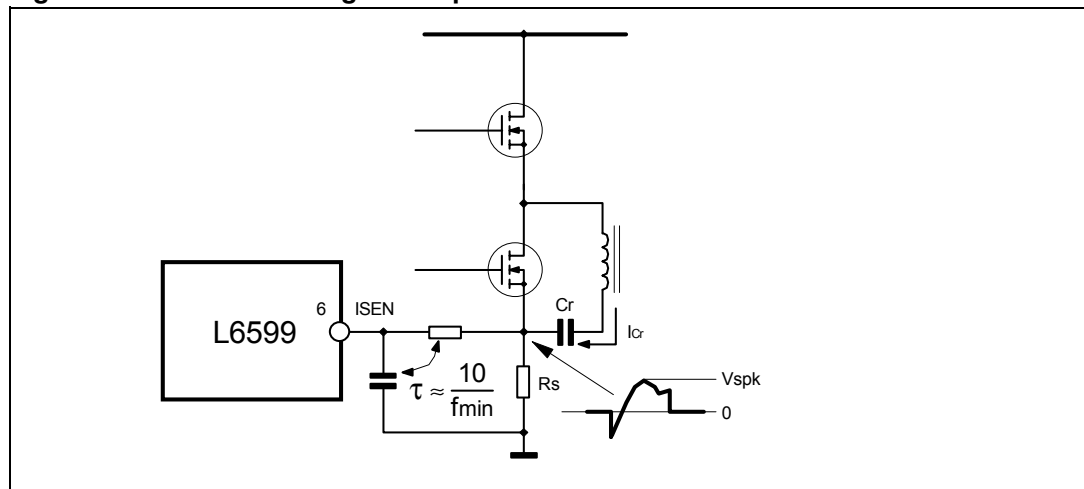 6 ISEN
L6599
Cr
ICr
τ ≈ 10 / fmin
Rs
Vspk
0